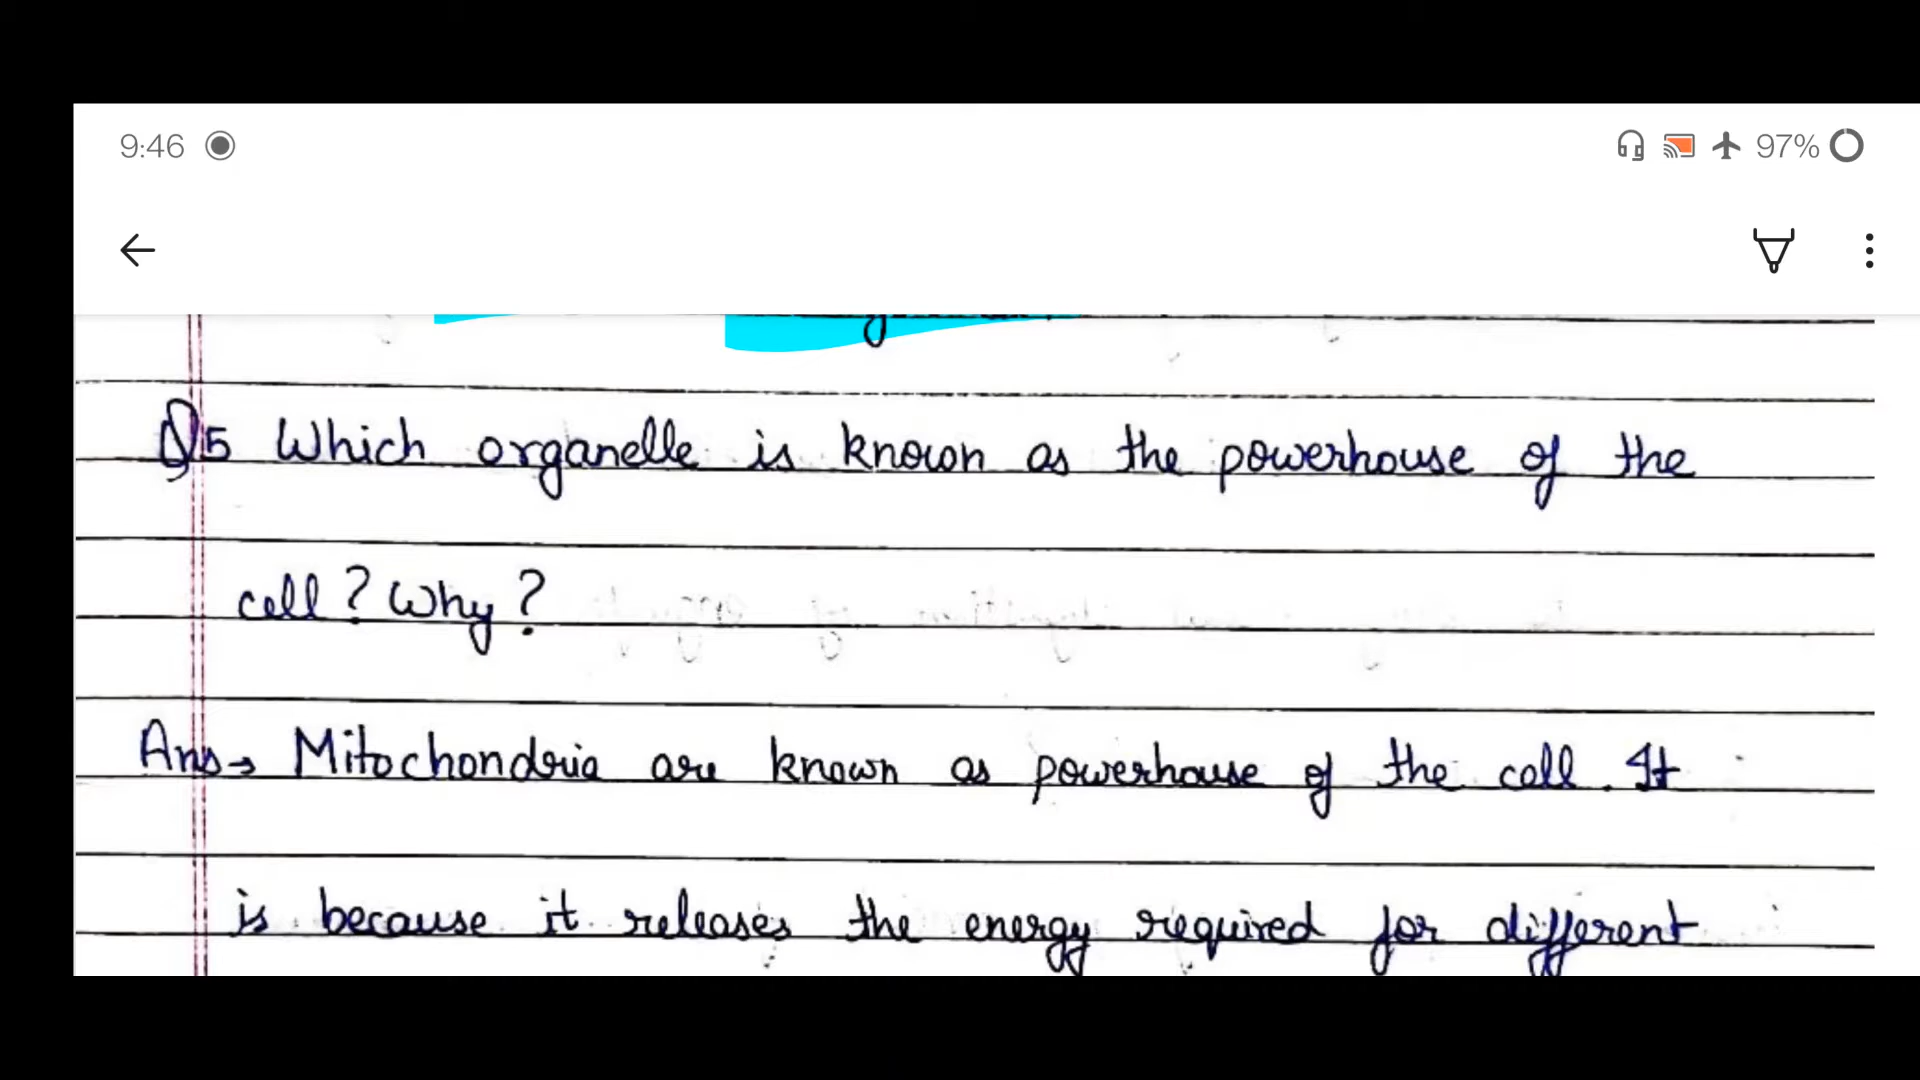 9:46 97%
Q5 Which organelle is known as the powerhouse of the
cell? Why?
Ans→ Mitochondria are known as powerhouse of the cell. It
is because it releases the energy required for different